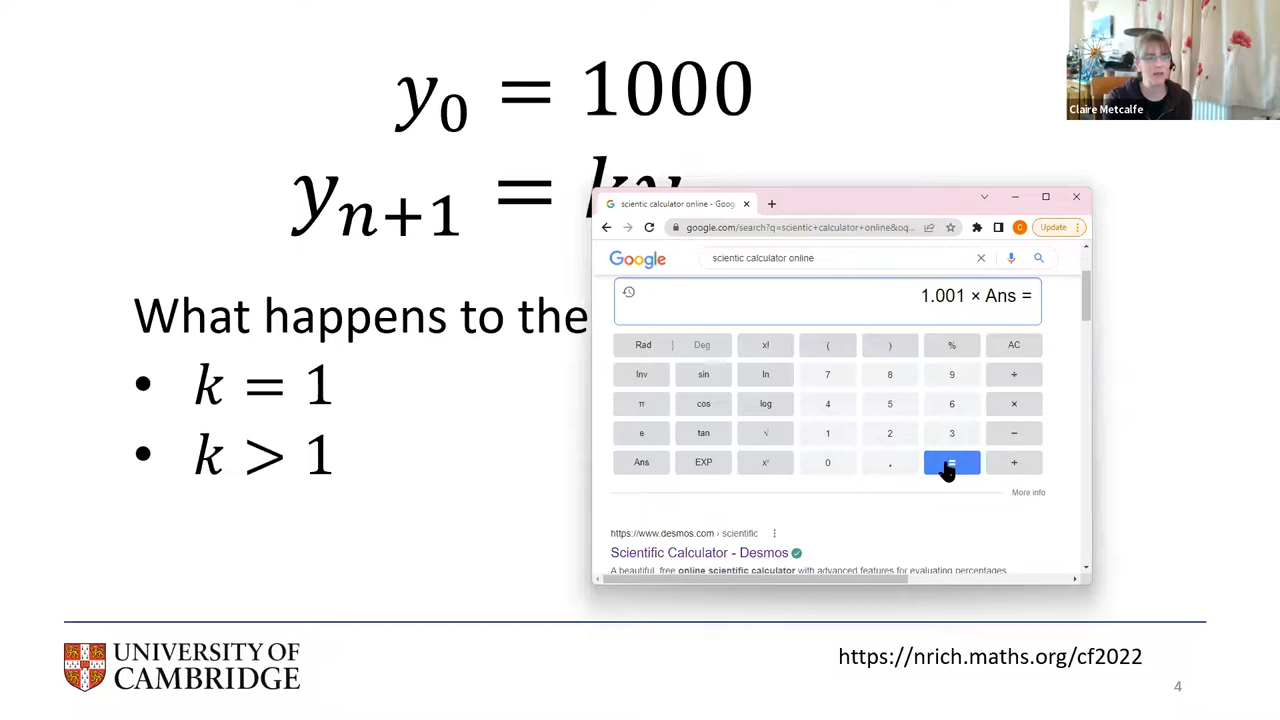 y₀ = 1000
yₙ₊₁ = ky
What happens to the
• k = 1
• k > 1
Claire Metcalfe
scientic calculator online - Goog
google.com/search?q=scientic+calculator+online&oq...
Update
Google
scientic calculator online
1.001 × Ans =
Rad | Deg x! ( ) % AC
Inv sin ln 7 8 9 ÷
π cos log 4 5 6 ×
e tan √ 1 2 3 −
Ans EXP xʸ 0 . = +
More info
https://www.desmos.com › scientific
Scientific Calculator - Desmos
A beautiful, free online scientific calculator with advanced features for evaluating percentages
UNIVERSITY OF
CAMBRIDGE
https://nrich.maths.org/cf2022
4